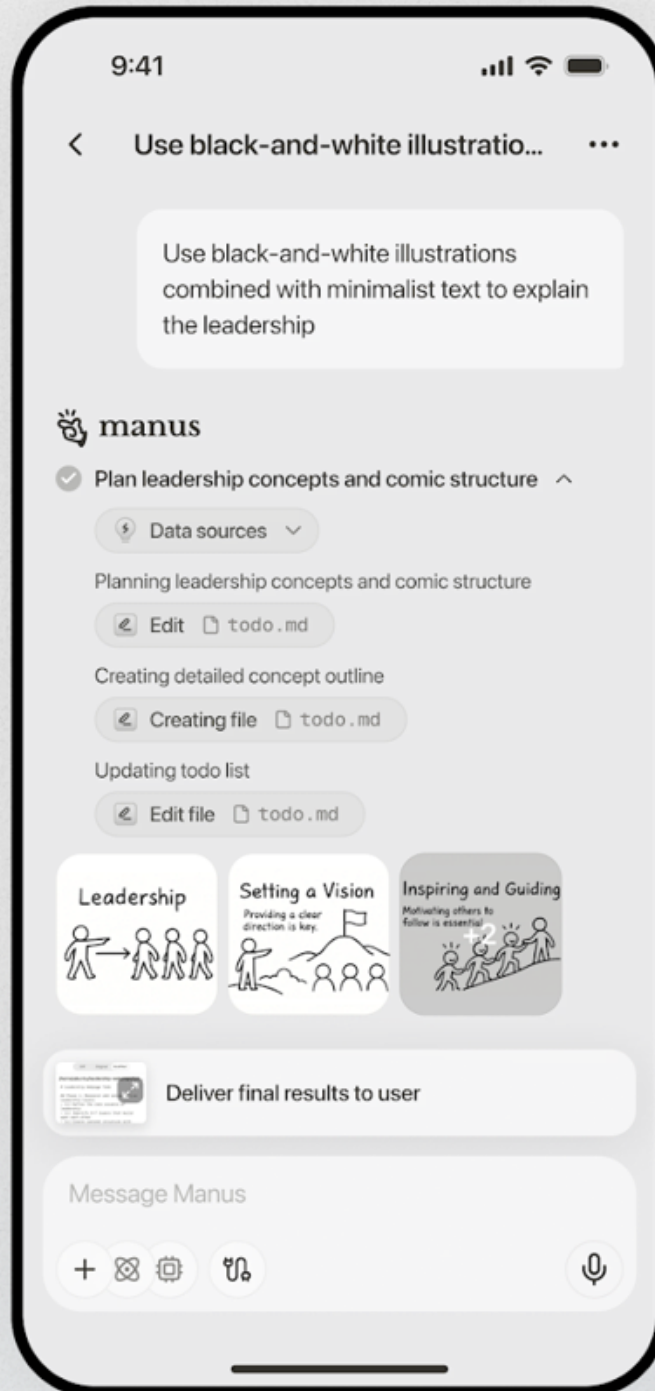 9:41
Use black-and-white illustratio...
Use black-and-white illustrations
combined with minimalist text to explain
the leadership
manus
Plan leadership concepts and comic structure
Data sources
Planning leadership concepts and comic structure
Edit todo.md
Creating detailed concept outline
Creating file todo.md
Updating todo list
Edit file todo.md
Leadership
Setting a Vision
Providing a clear
direction is key.
Inspiring and Guiding
Motivating others to
follow is essential
+2
Deliver final results to user
Message Manus